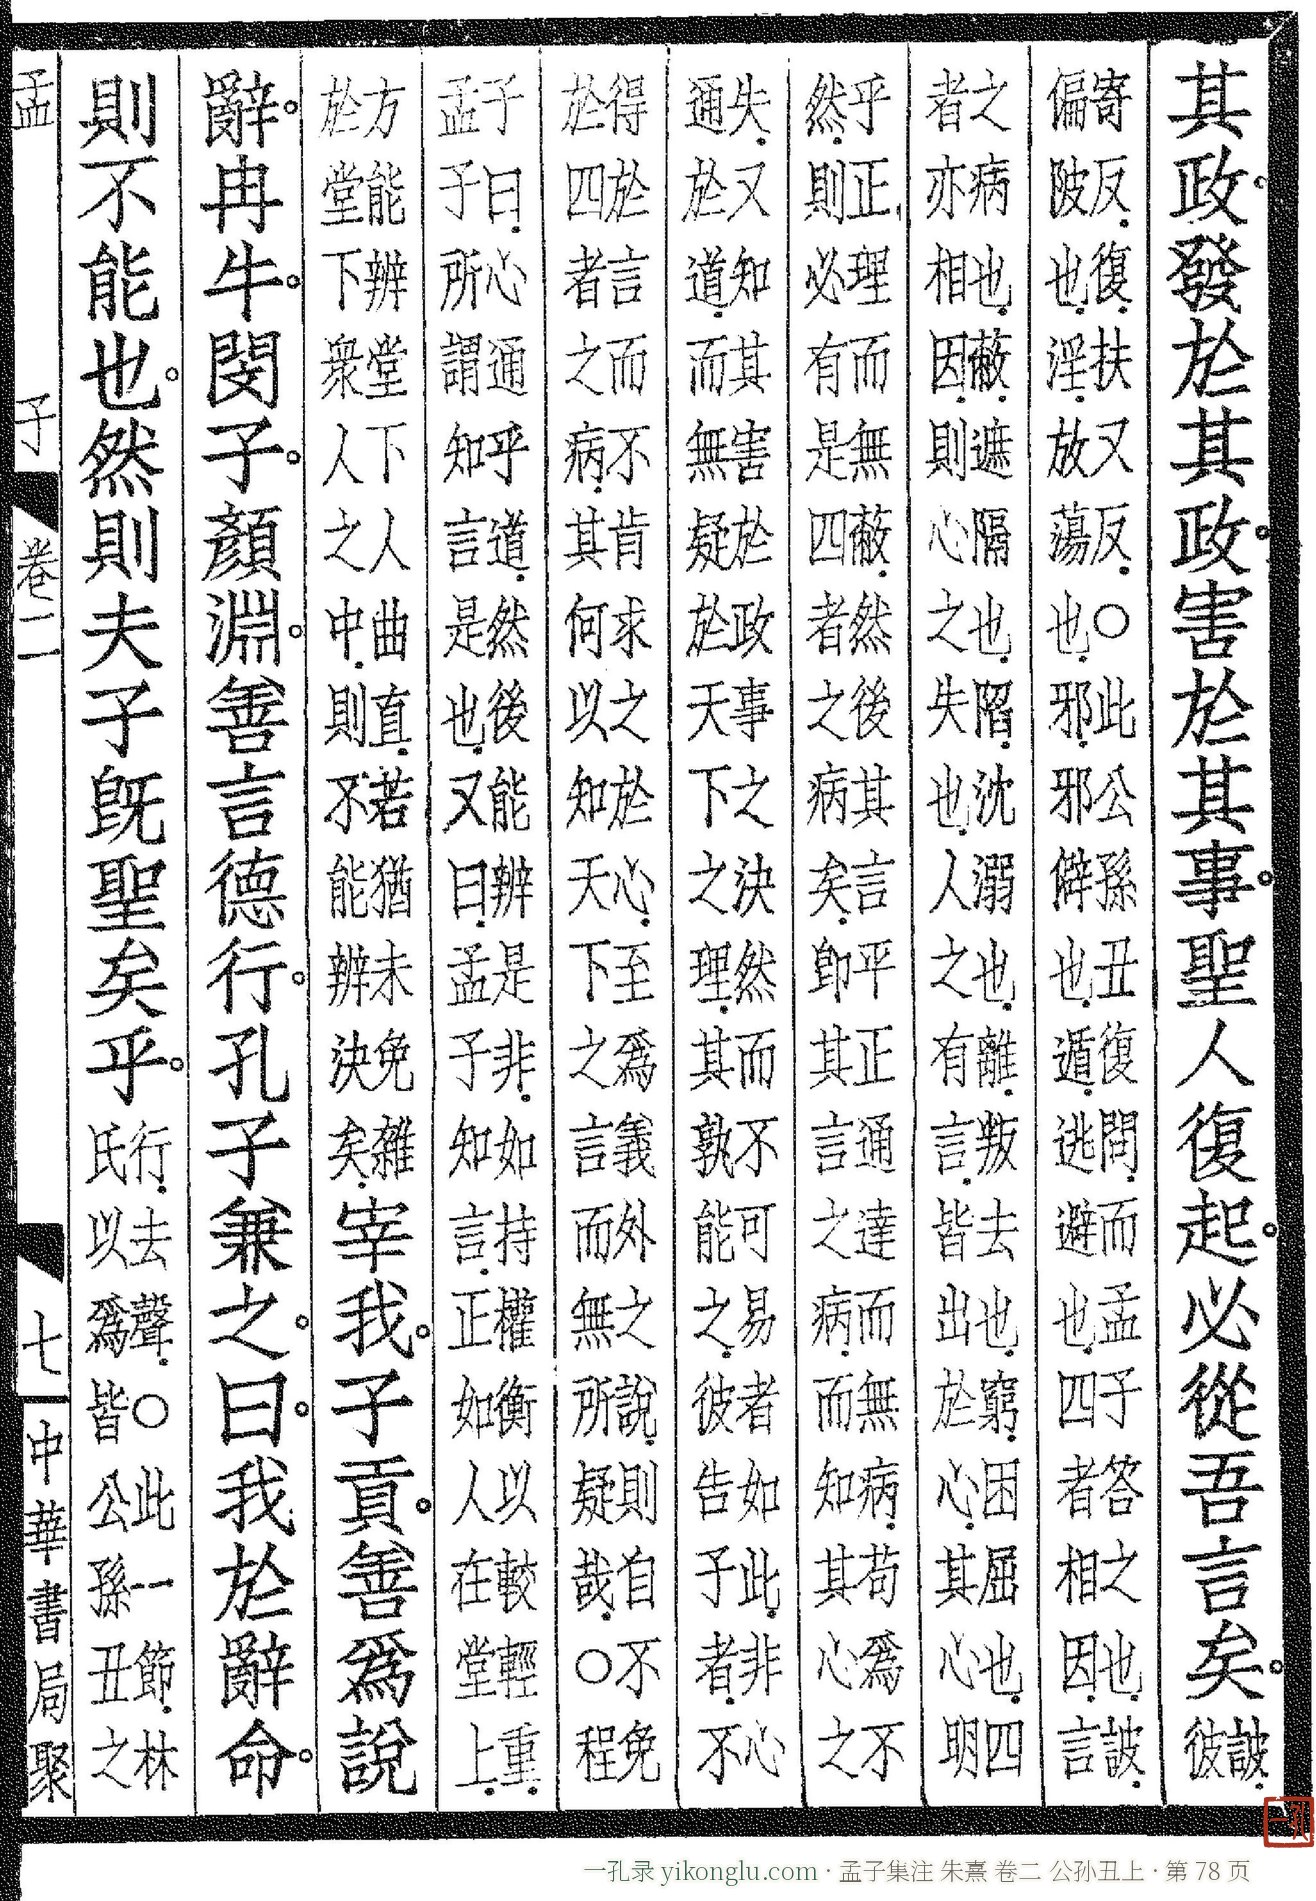 其政。發於其政。害於其事。聖人復起。必從吾言矣。詖.彼
寄反.復.扶又反.○此公孫丑復問.而孟子答之也.詖.
偏陂也.淫.放蕩也.邪.邪僻也.遁.逃避也.四者相因.言
之病也.蔽.遮隔也.陷.沈溺也.離.叛去也.窮.困屈也.四
者亦相因.則心之失也.人之有言.皆出於心.其心明
乎正理而無蔽.然後其言平正通達而無病.苟爲不
然.則必有是四者之病矣.卽其言之病.而知其心之
失.又知其害於政事之決然而不可易者如此.非心
通於道.而無疑於天下之理.其孰能之.彼告子者.不
得於言而不肯求之於心.至爲義外之說.則自不免
於四者之病.其何以知天下之言而無所疑哉.○程
子曰.心通乎道.然後能辨是非.如持權衡以較輕重.
孟子所謂知言是也.又曰.孟子知言.正如人在堂上.
方能辨堂下人曲直.若猶未免雜
於堂下衆人之中.則不能辨決矣.宰我。子貢。善爲說
辭。冉牛。閔子。顏淵。善言德行。孔子兼之。曰。我於辭命。
則不能也。然則夫子旣聖矣乎。行.去聲.○此一節.林
氏以爲皆公孫丑之
孟子 卷二 七 中華書局聚
一孔录 yikonglu.com · 孟子集注 朱熹 卷二 公孙丑上 · 第 78 页